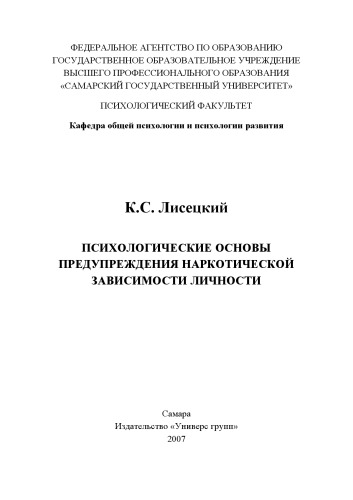 ФЕДЕРАЛЬНОЕ АГЕНТСТВО ПО ОБРАЗОВАНИЮ
ГОСУДАРСТВЕННОЕ ОБРАЗОВАТЕЛЬНОЕ УЧРЕЖДЕНИЕ
ВЫСШЕГО ПРОФЕССИОНАЛЬНОГО ОБРАЗОВАНИЯ
«САМАРСКИЙ ГОСУДАРСТВЕННЫЙ УНИВЕРСИТЕТ»
ПСИХОЛОГИЧЕСКИЙ ФАКУЛЬТЕТ
Кафедра общей психологии и психологии развития
К.С. Лисецкий
ПСИХОЛОГИЧЕСКИЕ ОСНОВЫ
ПРЕДУПРЕЖДЕНИЯ НАРКОТИЧЕСКОЙ
ЗАВИСИМОСТИ ЛИЧНОСТИ
Самара
Издательство «Универс групп»
2007